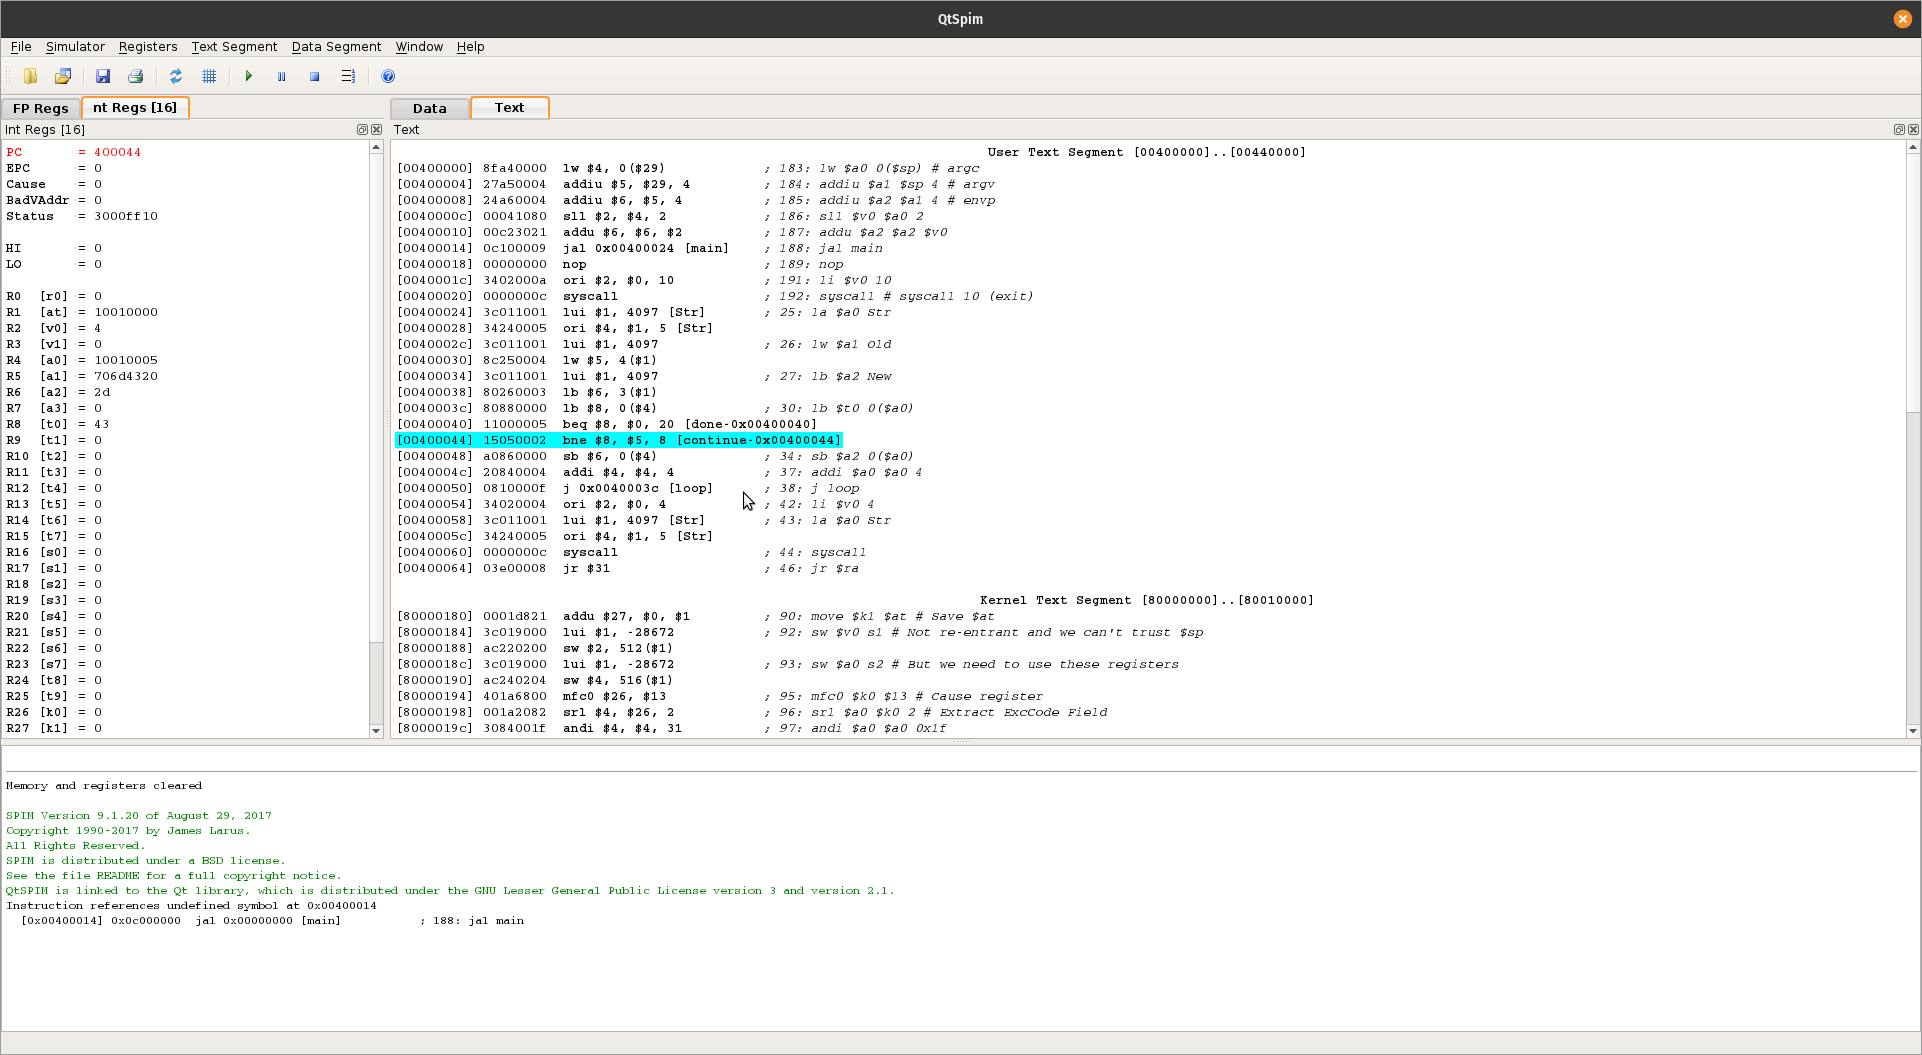 QtSpim
File Simulator Registers Text Segment Data Segment Window Help
FP Regs nt Regs [16] Data Text
Int Regs [16]
Text
PC = 400044
EPC = 0
Cause = 0
BadVAddr = 0
Status = 3000ff10
HI = 0
LO = 0
R0 [r0] = 0
R1 [at] = 10010000
R2 [v0] = 4
R3 [v1] = 0
R4 [a0] = 10010005
R5 [a1] = 706d4320
R6 [a2] = 2d
R7 [a3] = 0
R8 [t0] = 43
R9 [t1] = 0
R10 [t2] = 0
R11 [t3] = 0
R12 [t4] = 0
R13 [t5] = 0
R14 [t6] = 0
R15 [t7] = 0
R16 [s0] = 0
R17 [s1] = 0
R18 [s2] = 0
R19 [s3] = 0
R20 [s4] = 0
R21 [s5] = 0
R22 [s6] = 0
R23 [s7] = 0
R24 [t8] = 0
R25 [t9] = 0
R26 [k0] = 0
R27 [k1] = 0
User Text Segment [00400000]..[00440000]
[00400000] 8fa40000 lw $4, 0($29) ; 183: lw $a0 0($sp) # argc
[00400004] 27a50004 addiu $5, $29, 4 ; 184: addiu $a1 $sp 4 # argv
[00400008] 24a60004 addiu $6, $5, 4 ; 185: addiu $a2 $a1 4 # envp
[0040000c] 00041080 sll $2, $4, 2 ; 186: sll $v0 $a0 2
[00400010] 00c23021 addu $6, $6, $2 ; 187: addu $a2 $a2 $v0
[00400014] 0c100009 jal 0x00400024 [main] ; 188: jal main
[00400018] 00000000 nop ; 189: nop
[0040001c] 3402000a ori $2, $0, 10 ; 191: li $v0 10
[00400020] 0000000c syscall ; 192: syscall # syscall 10 (exit)
[00400024] 3c011001 lui $1, 4097 [Str] ; 25: la $a0 Str
[00400028] 34240005 ori $4, $1, 5 [Str]
[0040002c] 3c011001 lui $1, 4097 ; 26: lw $a1 Old
[00400030] 8c250004 lw $5, 4($1)
[00400034] 3c011001 lui $1, 4097 ; 27: lb $a2 New
[00400038] 80260003 lb $6, 3($1)
[0040003c] 80880000 lb $8, 0($4) ; 30: lb $t0 0($a0)
[00400040] 11000005 beq $8, $0, 20 [done-0x00400040]
[00400044] 15050002 bne $8, $5, 8 [continue-0x00400044]
[00400048] a0860000 sb $6, 0($4) ; 34: sb $a2 0($a0)
[0040004c] 20840004 addi $4, $4, 4 ; 37: addi $a0 $a0 4
[00400050] 0810000f j 0x0040003c [loop] ; 38: j loop
[00400054] 34020004 ori $2, $0, 4 ; 42: li $v0 4
[00400058] 3c011001 lui $1, 4097 [Str] ; 43: la $a0 Str
[0040005c] 34240005 ori $4, $1, 5 [Str]
[00400060] 0000000c syscall ; 44: syscall
[00400064] 03e00008 jr $31 ; 46: jr $ra
Kernel Text Segment [80000000]..[80010000]
[80000180] 0001d821 addu $27, $0, $1 ; 90: move $k1 $at # Save $at
[80000184] 3c019000 lui $1, -28672 ; 92: sw $v0 s1 # Not re-entrant and we can't trust $sp
[80000188] ac220200 sw $2, 512($1)
[8000018c] 3c019000 lui $1, -28672 ; 93: sw $a0 s2 # But we need to use these registers
[80000190] ac240204 sw $4, 516($1)
[80000194] 401a6800 mfc0 $26, $13 ; 95: mfc0 $k0 $13 # Cause register
[80000198] 001a2082 srl $4, $26, 2 ; 96: srl $a0 $k0 2 # Extract ExcCode Field
[8000019c] 3084001f andi $4, $4, 31 ; 97: andi $a0 $a0 0x1f
Memory and registers cleared
SPIM Version 9.1.20 of August 29, 2017
Copyright 1990-2017 by James Larus.
All Rights Reserved.
SPIM is distributed under a BSD license.
See the file README for a full copyright notice.
QtSPIM is linked to the Qt library, which is distributed under the GNU Lesser General Public License version 3 and version 2.1.
Instruction references undefined symbol at 0x00400014
[0x00400014] 0x0c000000 jal 0x00000000 [main] ; 188: jal main